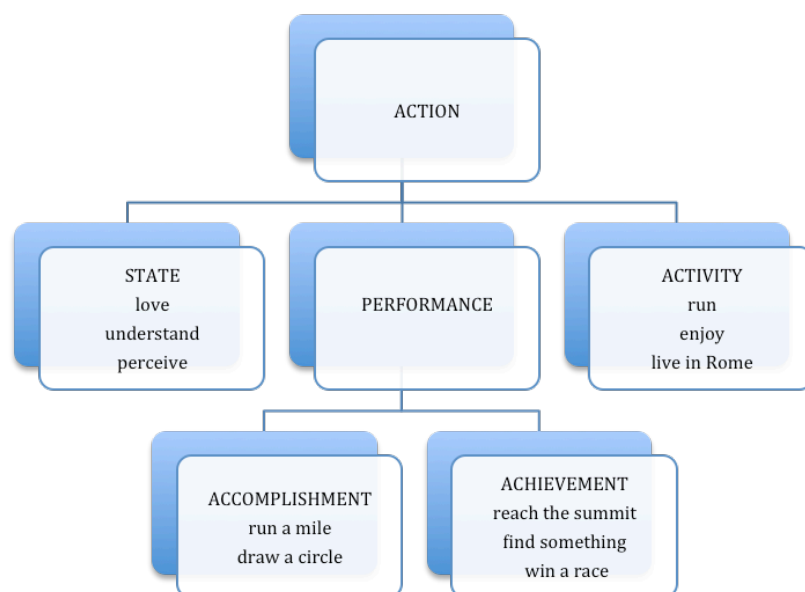 ACTION
STATE
love
understand
perceive
PERFORMANCE
ACTIVITY
run
enjoy
live in Rome
ACCOMPLISHMENT
run a mile
draw a circle
ACHIEVEMENT
reach the summit
find something
win a race